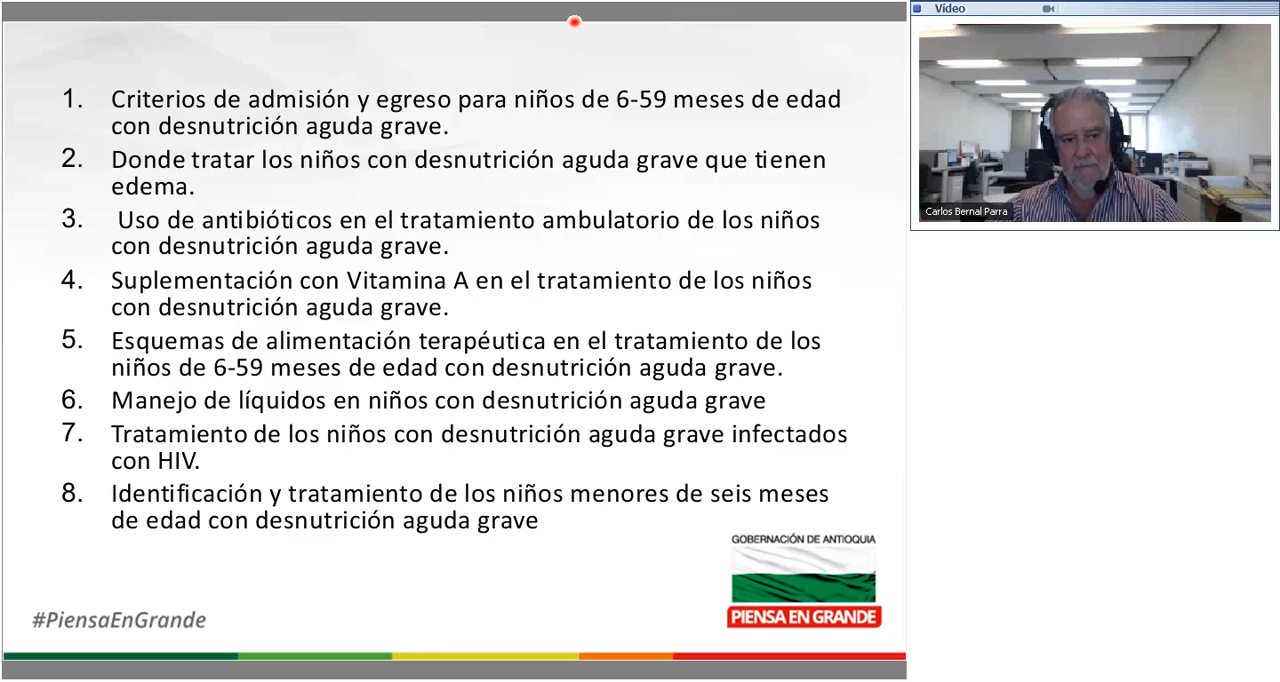 1. Criterios de admisión y egreso para niños de 6-59 meses de edad
con desnutrición aguda grave.
2. Donde tratar los niños con desnutrición aguda grave que tienen
edema.
3. Uso de antibióticos en el tratamiento ambulatorio de los niños
con desnutrición aguda grave.
4. Suplementación con Vitamina A en el tratamiento de los niños
con desnutrición aguda grave.
5. Esquemas de alimentación terapéutica en el tratamiento de los
niños de 6-59 meses de edad con desnutrición aguda grave.
6. Manejo de líquidos en niños con desnutrición aguda grave
7. Tratamiento de los niños con desnutrición aguda grave infectados
con HIV.
8. Identificación y tratamiento de los niños menores de seis meses
de edad con desnutrición aguda grave
GOBERNACIÓN DE ANTIOQUIA
PIENSA EN GRANDE
#PiensaEnGrande
Vídeo
Carlos Bernal Parra